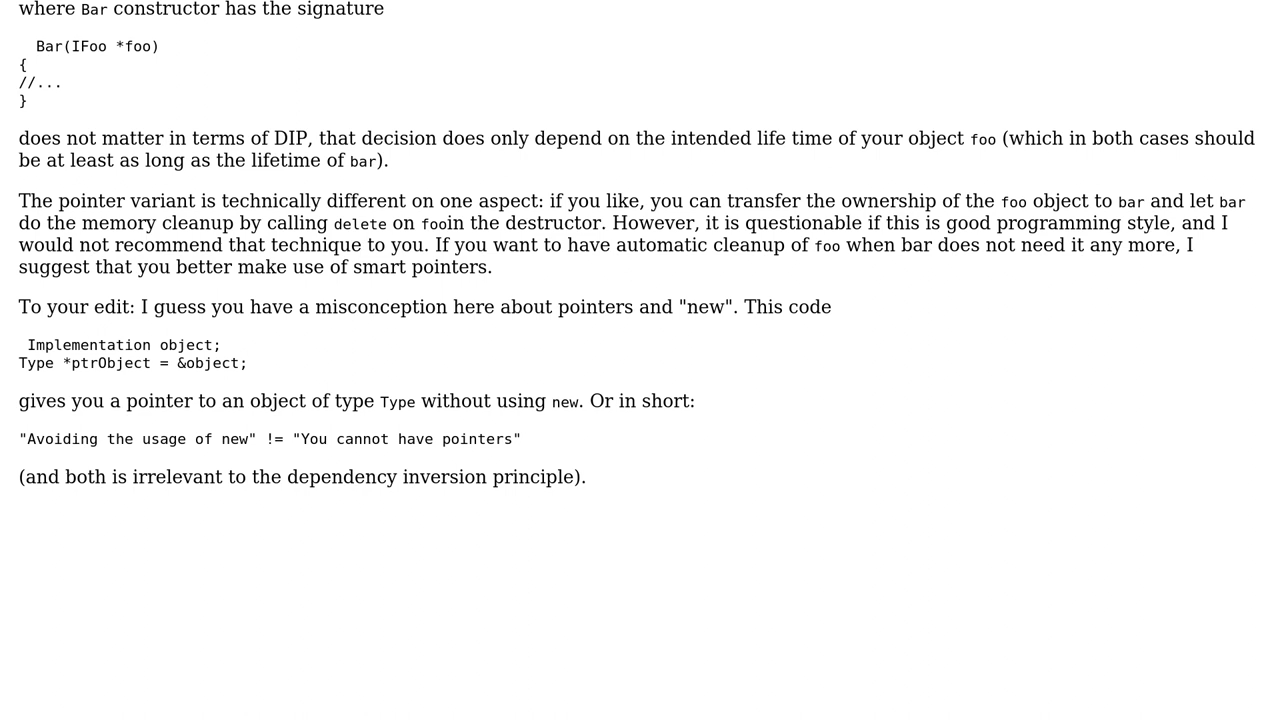 where Bar constructor has the signature
Bar(IFoo *foo)
{
//...
}
does not matter in terms of DIP, that decision does only depend on the intended life time of your object foo (which in both cases should
be at least as long as the lifetime of bar).
The pointer variant is technically different on one aspect: if you like, you can transfer the ownership of the foo object to bar and let bar
do the memory cleanup by calling delete on fooin the destructor. However, it is questionable if this is good programming style, and I
would not recommend that technique to you. If you want to have automatic cleanup of foo when bar does not need it any more, I
suggest that you better make use of smart pointers.
To your edit: I guess you have a misconception here about pointers and "new". This code
Implementation object;
Type *ptrObject = &object;
gives you a pointer to an object of type Type without using new. Or in short:
"Avoiding the usage of new" != "You cannot have pointers"
(and both is irrelevant to the dependency inversion principle).